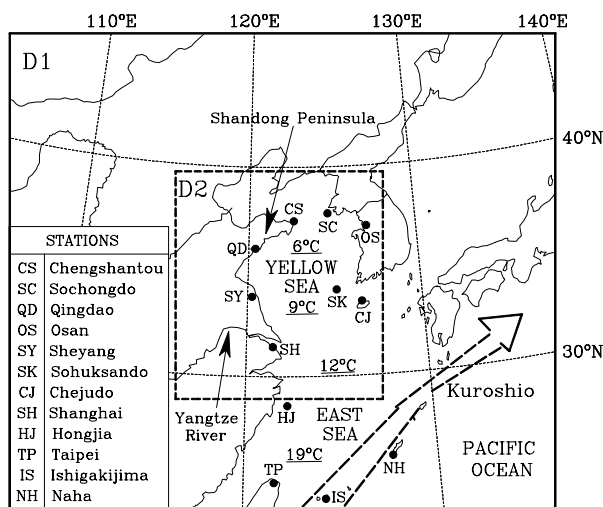 110°E
120°E
130°E
140°E
D1
Shandong Peninsula
40°N
D2
CS
SC
OS
STATIONS
QD
6°C
YELLOW
SEA
CS Chengshantou
SC Sochongdo
QD Qingdao
OS Osan
SY Sheyang
SK Sohuksando
CJ Chejudo
SH Shanghai
HJ Hongjia
TP Taipei
IS Ishigakijima
NH Naha
SY
9°C
SK
CJ
SH
30°N
12°C
Kuroshio
Yangtze
River
HJ
EAST
SEA
19°C
PACIFIC
OCEAN
TP
NH
IS